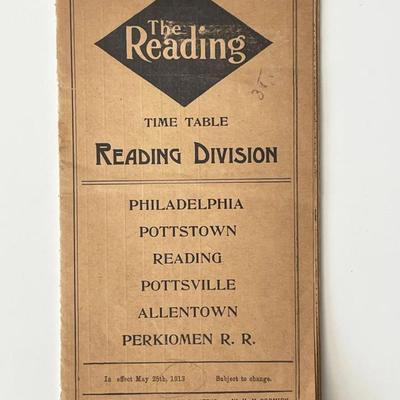 The
Reading
35.
TIME TABLE
READING DIVISION
PHILADELPHIA
POTTSTOWN
READING
POTTSVILLE
ALLENTOWN
PERKIOMEN R. R.
In effect May 25th, 1913 Subject to change.